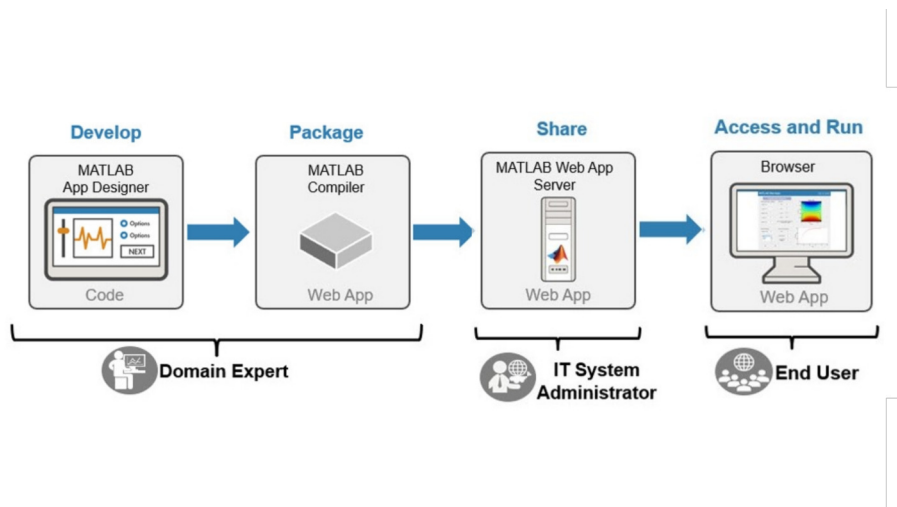 Develop
Package
Share
Access and Run
MATLAB
App Designer
Options
Options
NEXT
Code
MATLAB
Compiler
Web App
MATLAB Web App
Server
Web App
Browser
Web App
Domain Expert
IT System
Administrator
End User